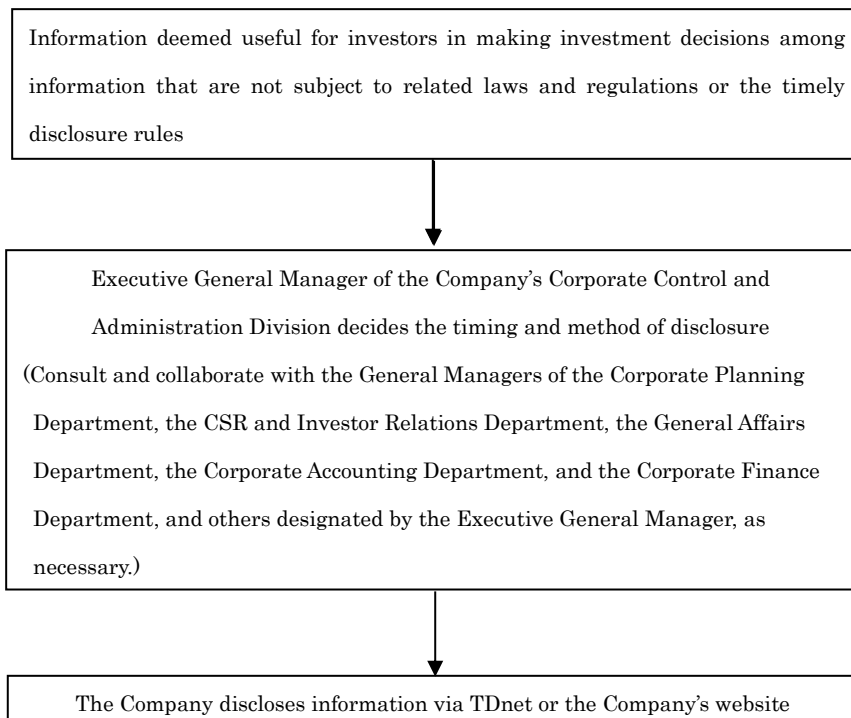 Information deemed useful for investors in making investment decisions among
information that are not subject to related laws and regulations or the timely
disclosure rules
Executive General Manager of the Company’s Corporate Control and
Administration Division decides the timing and method of disclosure
(Consult and collaborate with the General Managers of the Corporate Planning
Department, the CSR and Investor Relations Department, the General Affairs
Department, the Corporate Accounting Department, and the Corporate Finance
Department, and others designated by the Executive General Manager, as
necessary.)
The Company discloses information via TDnet or the Company’s website